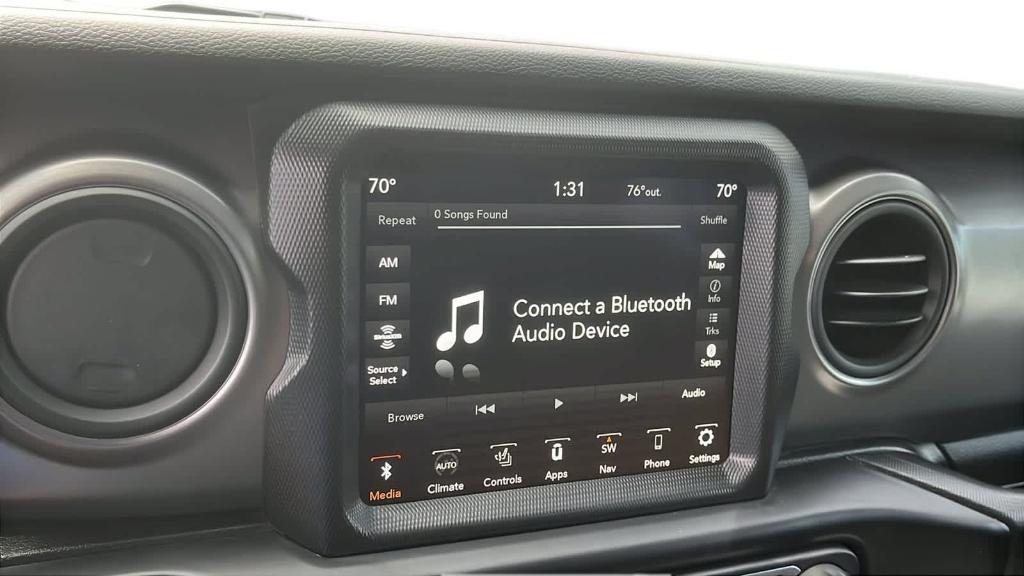 70° 1:31 76°out. 70°
Repeat 0 Songs Found Shuffle
AM
FM
Source
Select
Connect a Bluetooth
Audio Device
Map
Info
Trks
Setup
Browse Audio
Media
AUTO
Climate
Controls
Apps
SW
Nav
Phone
Settings